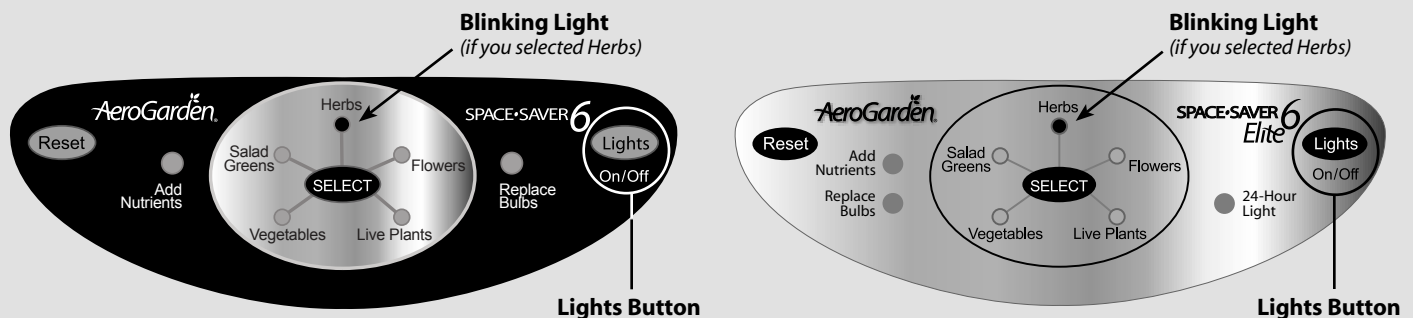 Blinking Light
(if you selected Herbs)
AeroGarden
Reset
Add
Nutrients
Herbs
Salad
Greens
Flowers
SELECT
Vegetables
Live Plants
SPACE•SAVER 6
Replace
Bulbs
Lights
On/Off
Lights Button
Blinking Light
(if you selected Herbs)
AeroGarden
Reset
Add
Nutrients
Replace
Bulbs
Herbs
Salad
Greens
Flowers
SELECT
Vegetables
Live Plants
SPACE•SAVER 6
Elite
24-Hour
Light
Lights
On/Off
Lights Button